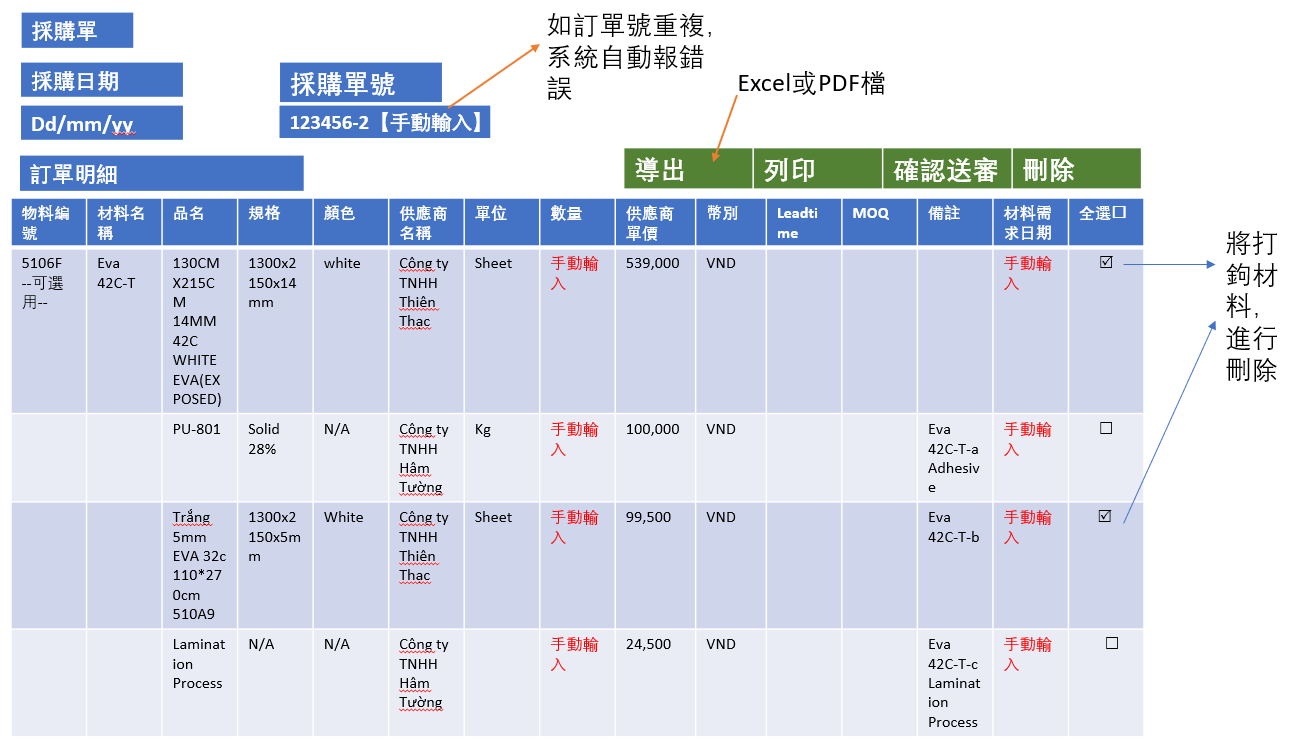 採購單
如訂單號重複,
系統自動報錯
誤
採購日期
採購單號
Excel或PDF檔
Dd/mm/yy
123456-2【手動輸入】
訂單明細
導出
列印
確認送審
刪除
物料編
號
材料名
稱
品名
規格
顏色
供應商
名稱
單位
數量
供應商
單價
幣別
Leadti
me
MOQ
備註
材料需
求日期
全選☐
5106F
--可選
用--
Eva
42C-T
130CM
X215C
M
14MM
42C
WHITE
EVA(EX
POSED)
1300x2
150x14
mm
white
Công ty
TNHH
Thiên
Thạc
Sheet
手動輸
入
539,000
VND
手動輸
入
☑
將打
鉤材
料,
進行
刪除
PU-801
Solid
28%
N/A
Công ty
TNHH
Hâm
Tường
Kg
手動輸
入
100,000
VND
Eva
42C-T-a
Adhesiv
e
手動輸
入
☐
Trắng
5mm
EVA 32c
110*27
0cm
510A9
1300x2
150x5m
m
White
Công ty
TNHH
Thiên
Thạc
Sheet
手動輸
入
99,500
VND
Eva
42C-T-b
手動輸
入
☑
Laminat
ion
Process
N/A
N/A
Công ty
TNHH
Hâm
Tường
手動輸
入
24,500
VND
Eva
42C-T-c
Laminat
ion
Process
手動輸
入
☐